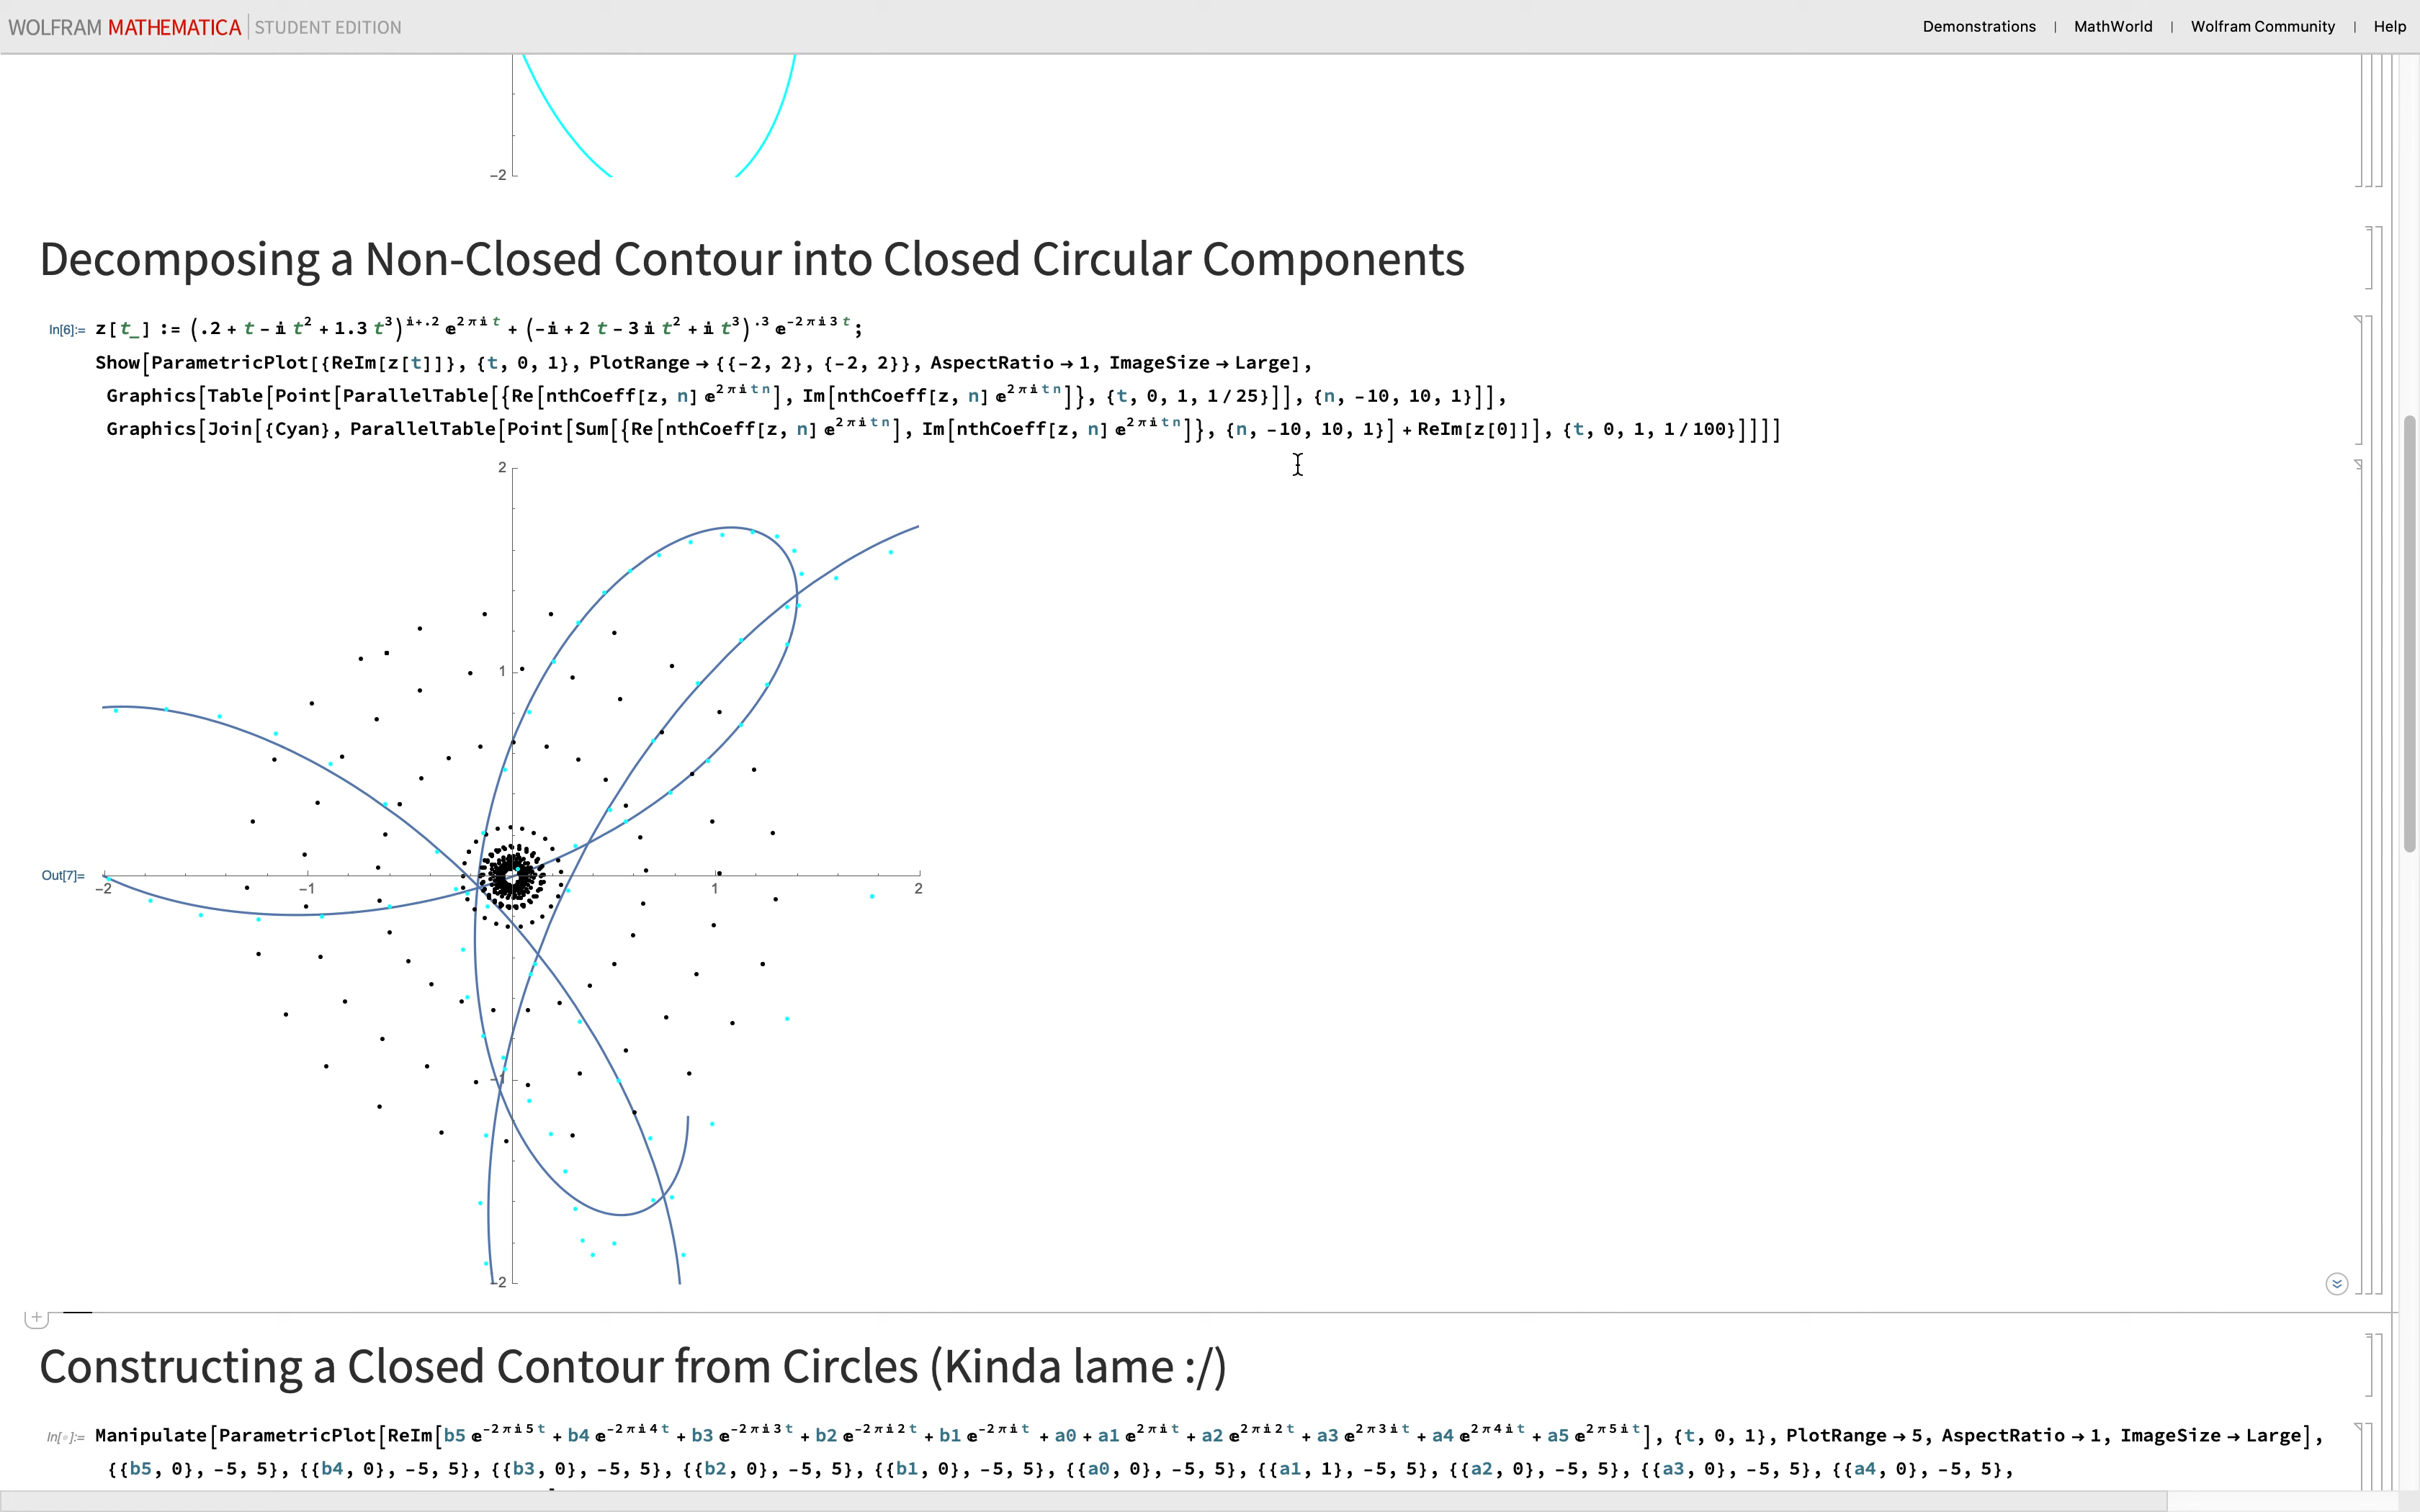 WOLFRAM MATHEMATICA | STUDENT EDITION
Demonstrations | MathWorld | Wolfram Community | Help
-2
Decomposing a Non-Closed Contour into Closed Circular Components
In[6]:= z[t_] := (.2 + t - ⅈ t² + 1.3 t³)^(ⅈ+.2) ⅇ^(2 π ⅈ t) + (-ⅈ + 2 t - 3 ⅈ t² + ⅈ t³)^.3 ⅇ^(-2 π ⅈ 3 t);
Show[ParametricPlot[{ReIm[z[t]]}, {t, 0, 1}, PlotRange → {{-2, 2}, {-2, 2}}, AspectRatio → 1, ImageSize → Large],
Graphics[Table[Point[ParallelTable[{Re[nthCoeff[z, n] ⅇ^(2 π ⅈ t n)], Im[nthCoeff[z, n] ⅇ^(2 π ⅈ t n)]}, {t, 0, 1, 1/25}]], {n, -10, 10, 1}]],
Graphics[Join[{Cyan}, ParallelTable[Point[Sum[{Re[nthCoeff[z, n] ⅇ^(2 π ⅈ t n)], Im[nthCoeff[z, n] ⅇ^(2 π ⅈ t n)]}, {n, -10, 10, 1}] + ReIm[z[0]]], {t, 0, 1, 1/100}]]]]
2
1
Out[7]=
-2 -1 1 2
-1
-2
Constructing a Closed Contour from Circles (Kinda lame :/)
In[◦]:= Manipulate[ParametricPlot[ReIm[b5 ⅇ^(-2 π ⅈ 5 t) + b4 ⅇ^(-2 π ⅈ 4 t) + b3 ⅇ^(-2 π ⅈ 3 t) + b2 ⅇ^(-2 π ⅈ 2 t) + b1 ⅇ^(-2 π ⅈ t) + a0 + a1 ⅇ^(2 π ⅈ t) + a2 ⅇ^(2 π ⅈ 2 t) + a3 ⅇ^(2 π 3 ⅈ t) + a4 ⅇ^(2 π 4 ⅈ t) + a5 ⅇ^(2 π 5 ⅈ t)], {t, 0, 1}, PlotRange → 5, AspectRatio → 1, ImageSize → Large],
{{b5, 0}, -5, 5}, {{b4, 0}, -5, 5}, {{b3, 0}, -5, 5}, {{b2, 0}, -5, 5}, {{b1, 0}, -5, 5}, {{a0, 0}, -5, 5}, {{a1, 1}, -5, 5}, {{a2, 0}, -5, 5}, {{a3, 0}, -5, 5}, {{a4, 0}, -5, 5},